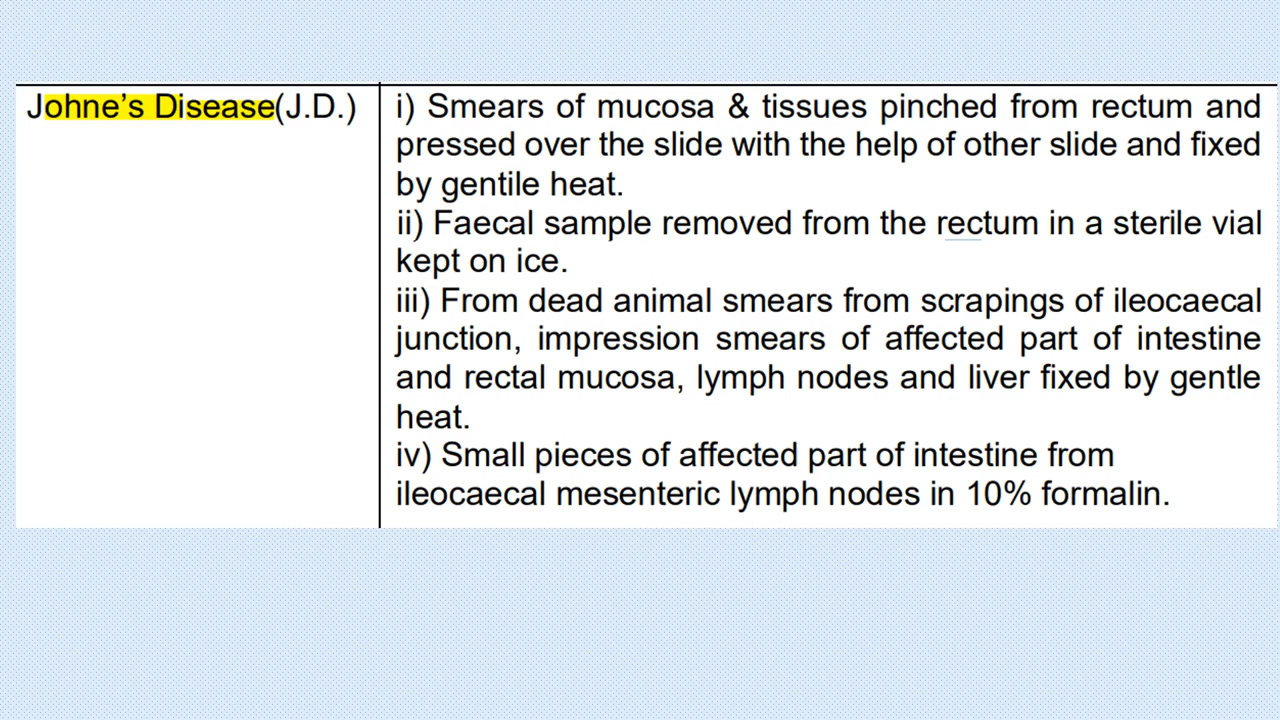 Johne’s Disease(J.D.)
i) Smears of mucosa & tissues pinched from rectum and
pressed over the slide with the help of other slide and fixed
by gentile heat.
ii) Faecal sample removed from the rectum in a sterile vial
kept on ice.
iii) From dead animal smears from scrapings of ileocaecal
junction, impression smears of affected part of intestine
and rectal mucosa, lymph nodes and liver fixed by gentle
heat.
iv) Small pieces of affected part of intestine from
ileocaecal mesenteric lymph nodes in 10% formalin.